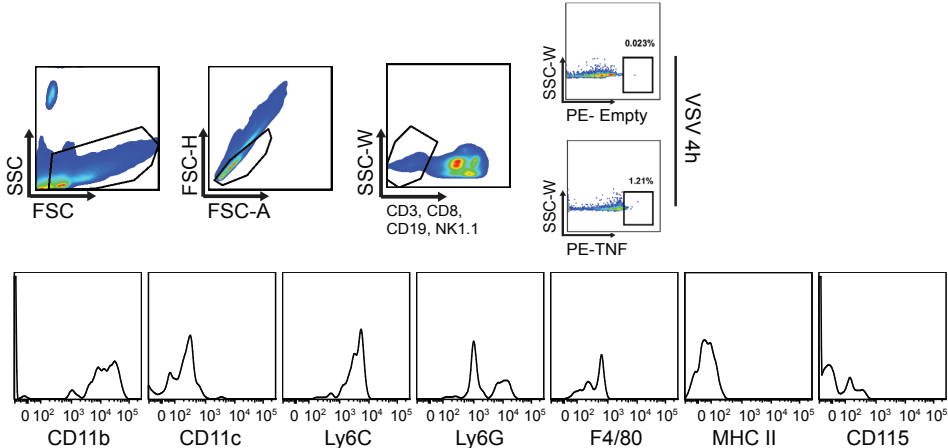 SSC
FSC
FSC-H
FSC-A
SSC-W
CD3, CD8,
CD19, NK1.1
SSC-W
0.023%
PE- Empty
SSC-W
1.21%
PE-TNF
VSV 4h
0 10² 10³ 10⁴ 10⁵
CD11b
0 10² 10³ 10⁴ 10⁵
CD11c
0 10² 10³ 10⁴ 10⁵
Ly6C
0 10² 10³ 10⁴ 10⁵
Ly6G
0 10² 10³ 10⁴ 10⁵
F4/80
0 10² 10³ 10⁴ 10⁵
MHC II
0 10² 10³ 10⁴ 10⁵
CD115